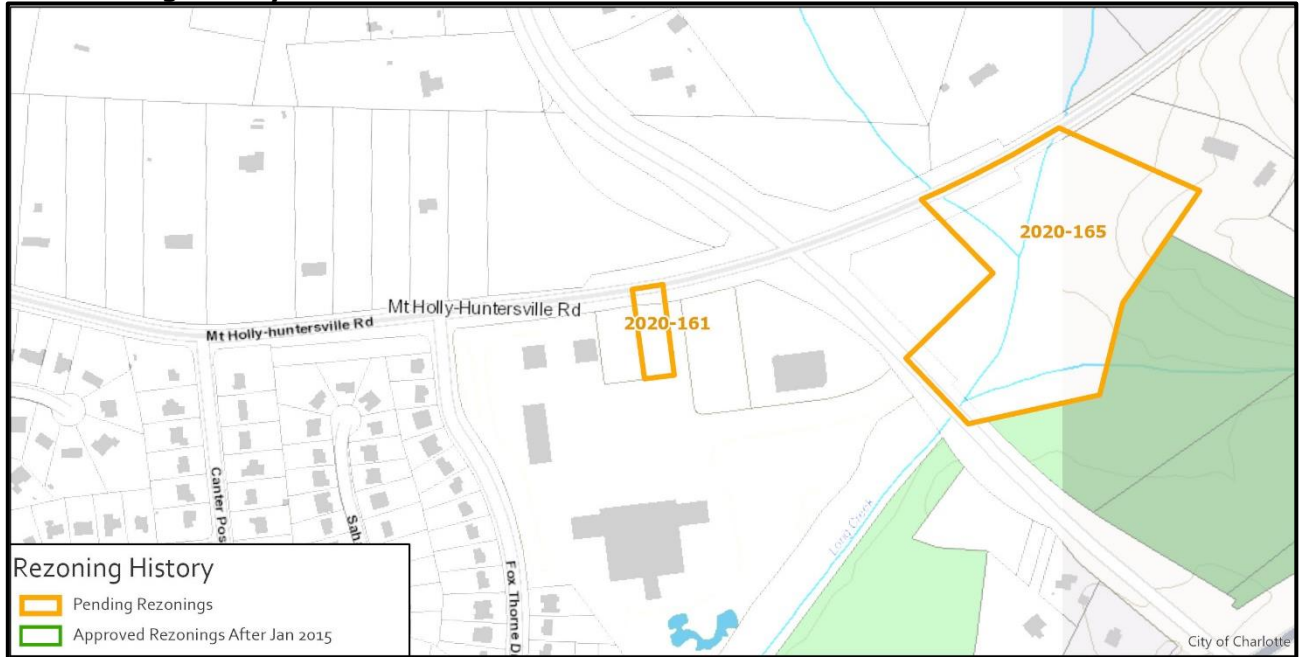 2020-165
Mt Holly-Huntersville Rd
2020-161
Mt Holly-huntersville Rd
Canter Pos
Sah
Fox Thorne D
Long Creek
Rezoning History
Pending Rezonings
Approved Rezonings After Jan 2015
City of Charlotte